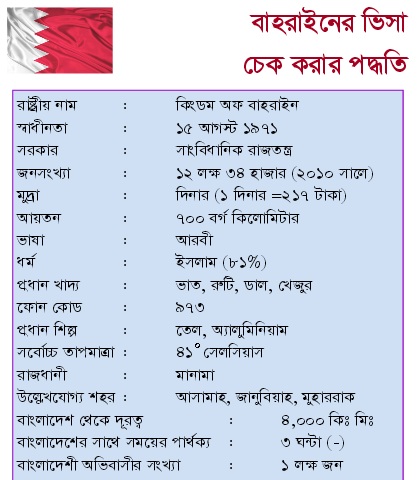 বাহরাইনের ভিসা
চেক করার পদ্ধতি
রাষ্ট্রীয় নাম : কিংডম অফ বাহরাইন
স্বাধীনতা : ১৫ আগস্ট ১৯৭১
সরকার : সাংবিধানিক রাজতন্ত্র
জনসংখ্যা : ১২ লক্ষ ৩৪ হাজার (২০১০ সালে)
মুদ্রা : দিনার (১ দিনার =২১৭ টাকা)
আয়তন : ৭০০ বর্গ কিলোমিটার
ভাষা : আরবী
ধর্ম : ইসলাম (৮১%)
প্রধান খাদ্য : ভাত, রুটি, ডাল, খেজুর
ফোন কোড : ৯৭৩
প্রধান শিল্প : তেল, অ্যালুমিনিয়াম
সর্বোচ্চ তাপমাত্রা : ৪১° সেলসিয়াস
রাজধানী : মানামা
উল্লেখযোগ্য শহর : আসামাহ, জানুবিয়াহ, মুহাররাক
বাংলাদেশ থেকে দূরত্ব : ৪,০০০ কিঃ মিঃ
বাংলাদেশের সাথে সময়ের পার্থক্য : ৩ ঘন্টা (-)
বাংলাদেশী অভিবাসীর সংখ্যা : ১ লক্ষ জন